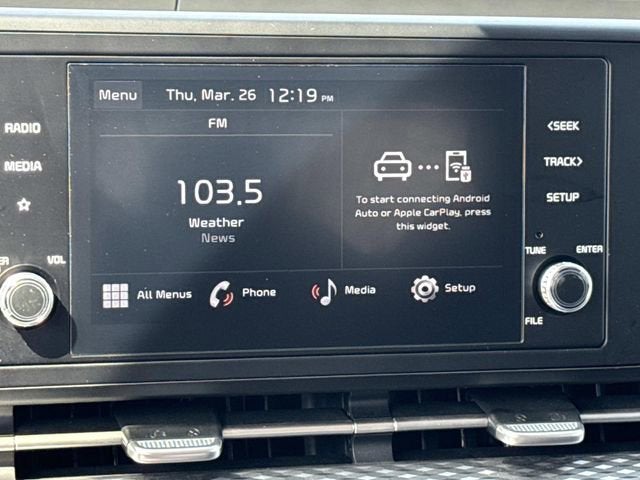 Menu Thu, Mar. 26 12:19 PM
FM
103.5
Weather
News
To start connecting Android
Auto or Apple CarPlay, press
this widget.
All Menus Phone Media Setup
RADIO
MEDIA
VOL
<SEEK
TRACK>
SETUP
TUNE ENTER
FILE